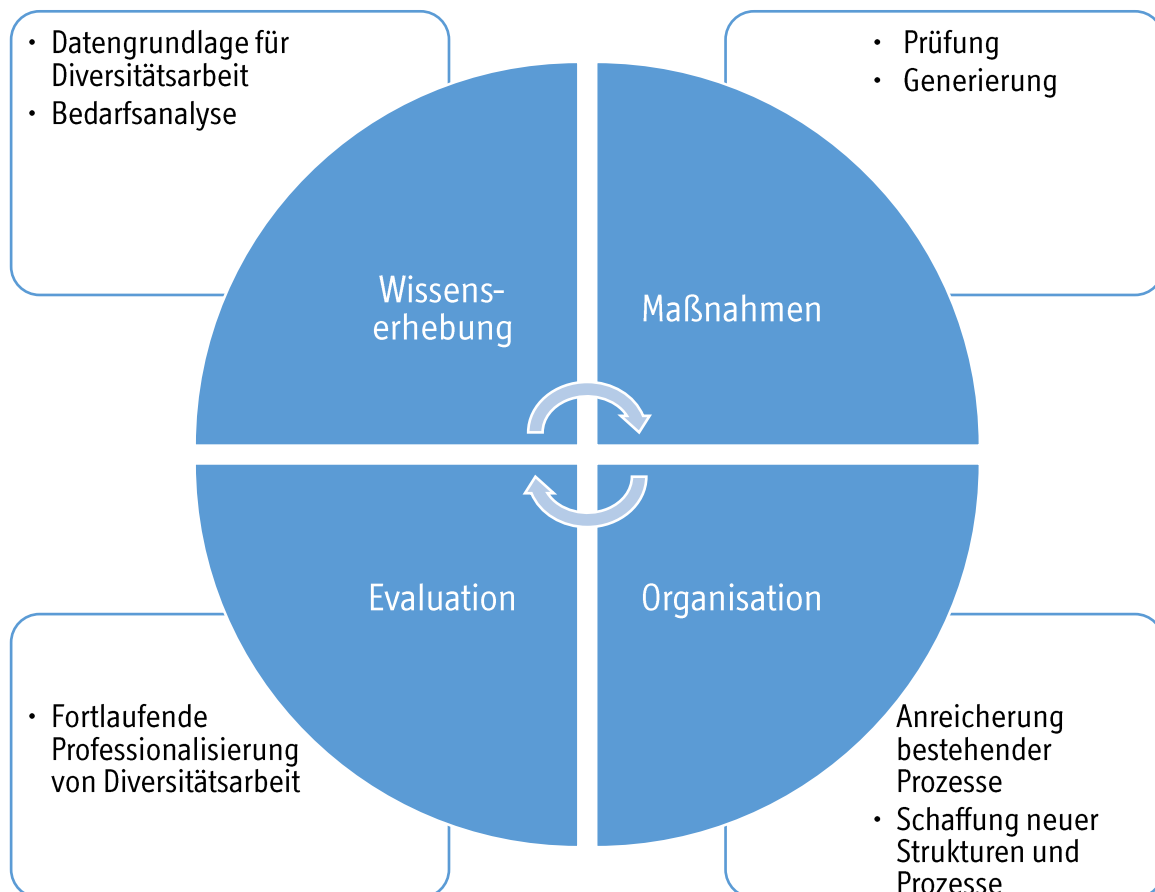 • Datengrundlage für
Diversitätsarbeit
• Bedarfsanalyse
• Prüfung
• Generierung
Wissens-
erhebung
Maßnahmen
Evaluation
Organisation
• Fortlaufende
Professionalisierung
von Diversitätsarbeit
Anreicherung
bestehender
Prozesse
• Schaffung neuer
Strukturen und
Prozesse